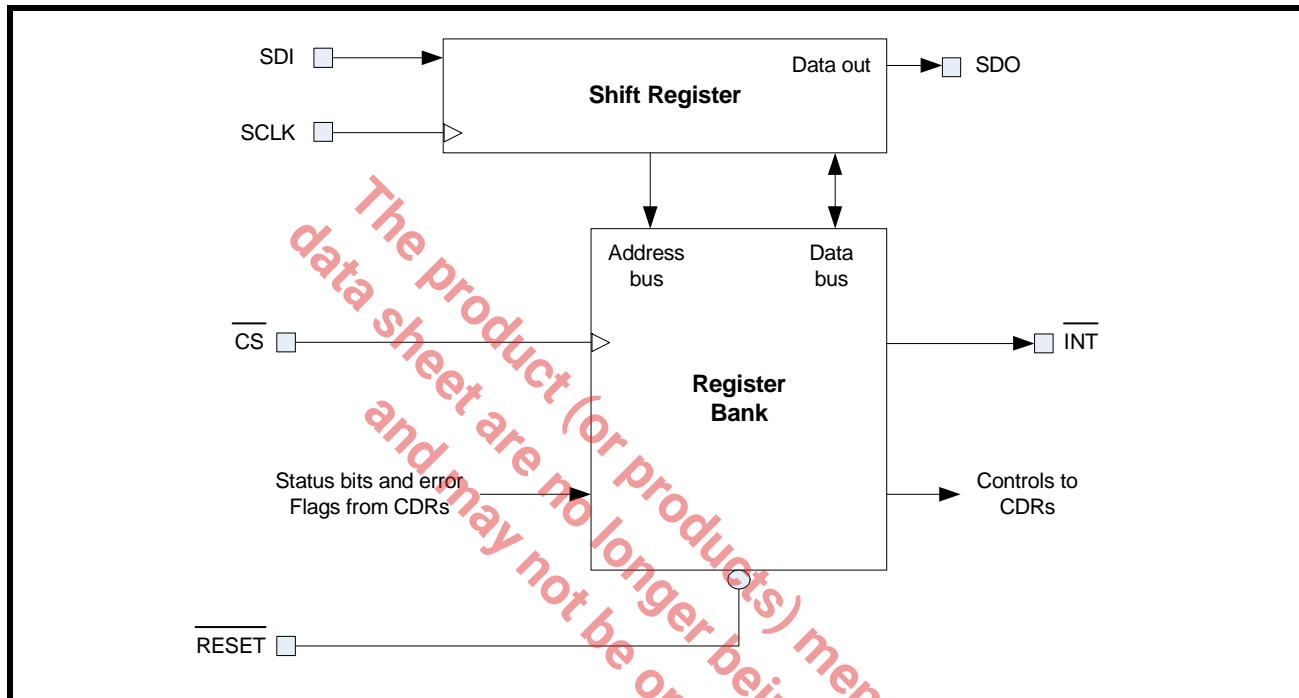 SDI
Data out
SDO
Shift Register
SCLK
Address
bus
Data
bus
CS
INT
Register
Bank
Status bits and error
Flags from CDRs
Controls to
CDRs
RESET
The product (or products) men
data sheet are no longer bein
and may not be or